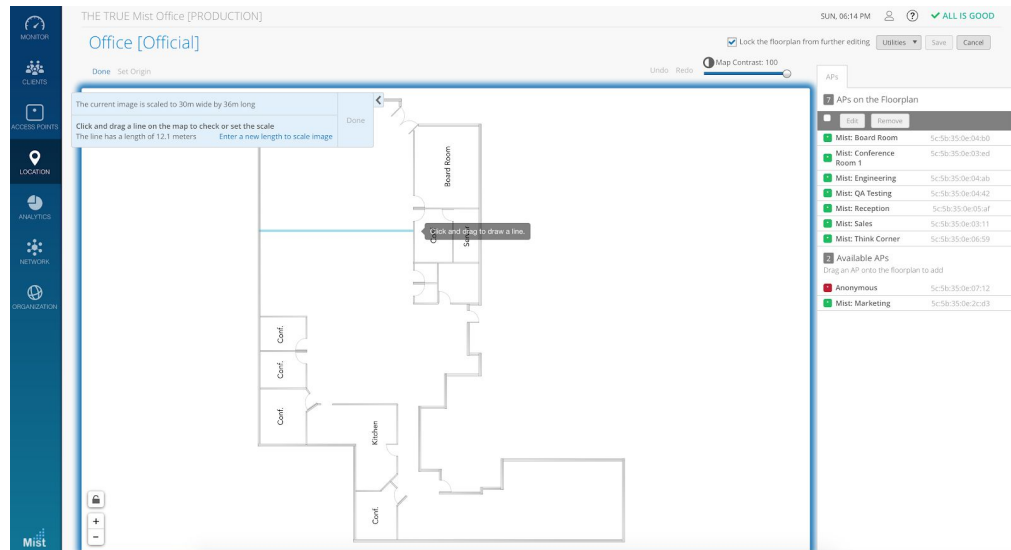 THE TRUE Mist Office [PRODUCTION]
SUN, 06:14 PM
?
ALL IS GOOD
MONITOR
CLIENTS
ACCESS POINTS
LOCATION
ANALYTICS
NETWORK
ORGANIZATION
Mist
Office [Official]
Lock the floorplan from further editing
Utilities
Save
Cancel
Done Set Origin
Undo Redo
Map Contrast: 100
The current image is scaled to 30m wide by 36m long
Click and drag a line on the map to check or set the scale
The line has a length of 12.1 meters Enter a new length to scale image
Done
Board Room
Click and drag to draw a line.
Conf.
Conf.
Conf.
Kitchen
Conf.
+
−
APs
7 APs on the Floorplan
Edit Remove
Mist: Board Room 5c:5b:35:0e:04:b0
Mist: Conference 5c:5b:35:0e:03:ed
Room 1
Mist: Engineering 5c:5b:35:0e:04:ab
Mist: QA Testing 5c:5b:35:0e:04:42
Mist: Reception 5c:5b:35:0e:05:af
Mist: Sales 5c:5b:35:0e:03:11
Mist: Think Corner 5c:5b:35:0e:06:59
2 Available APs
Drag an AP onto the floorplan to add
Anonymous 5c:5b:35:0e:07:12
Mist: Marketing 5c:5b:35:0e:2c:d3